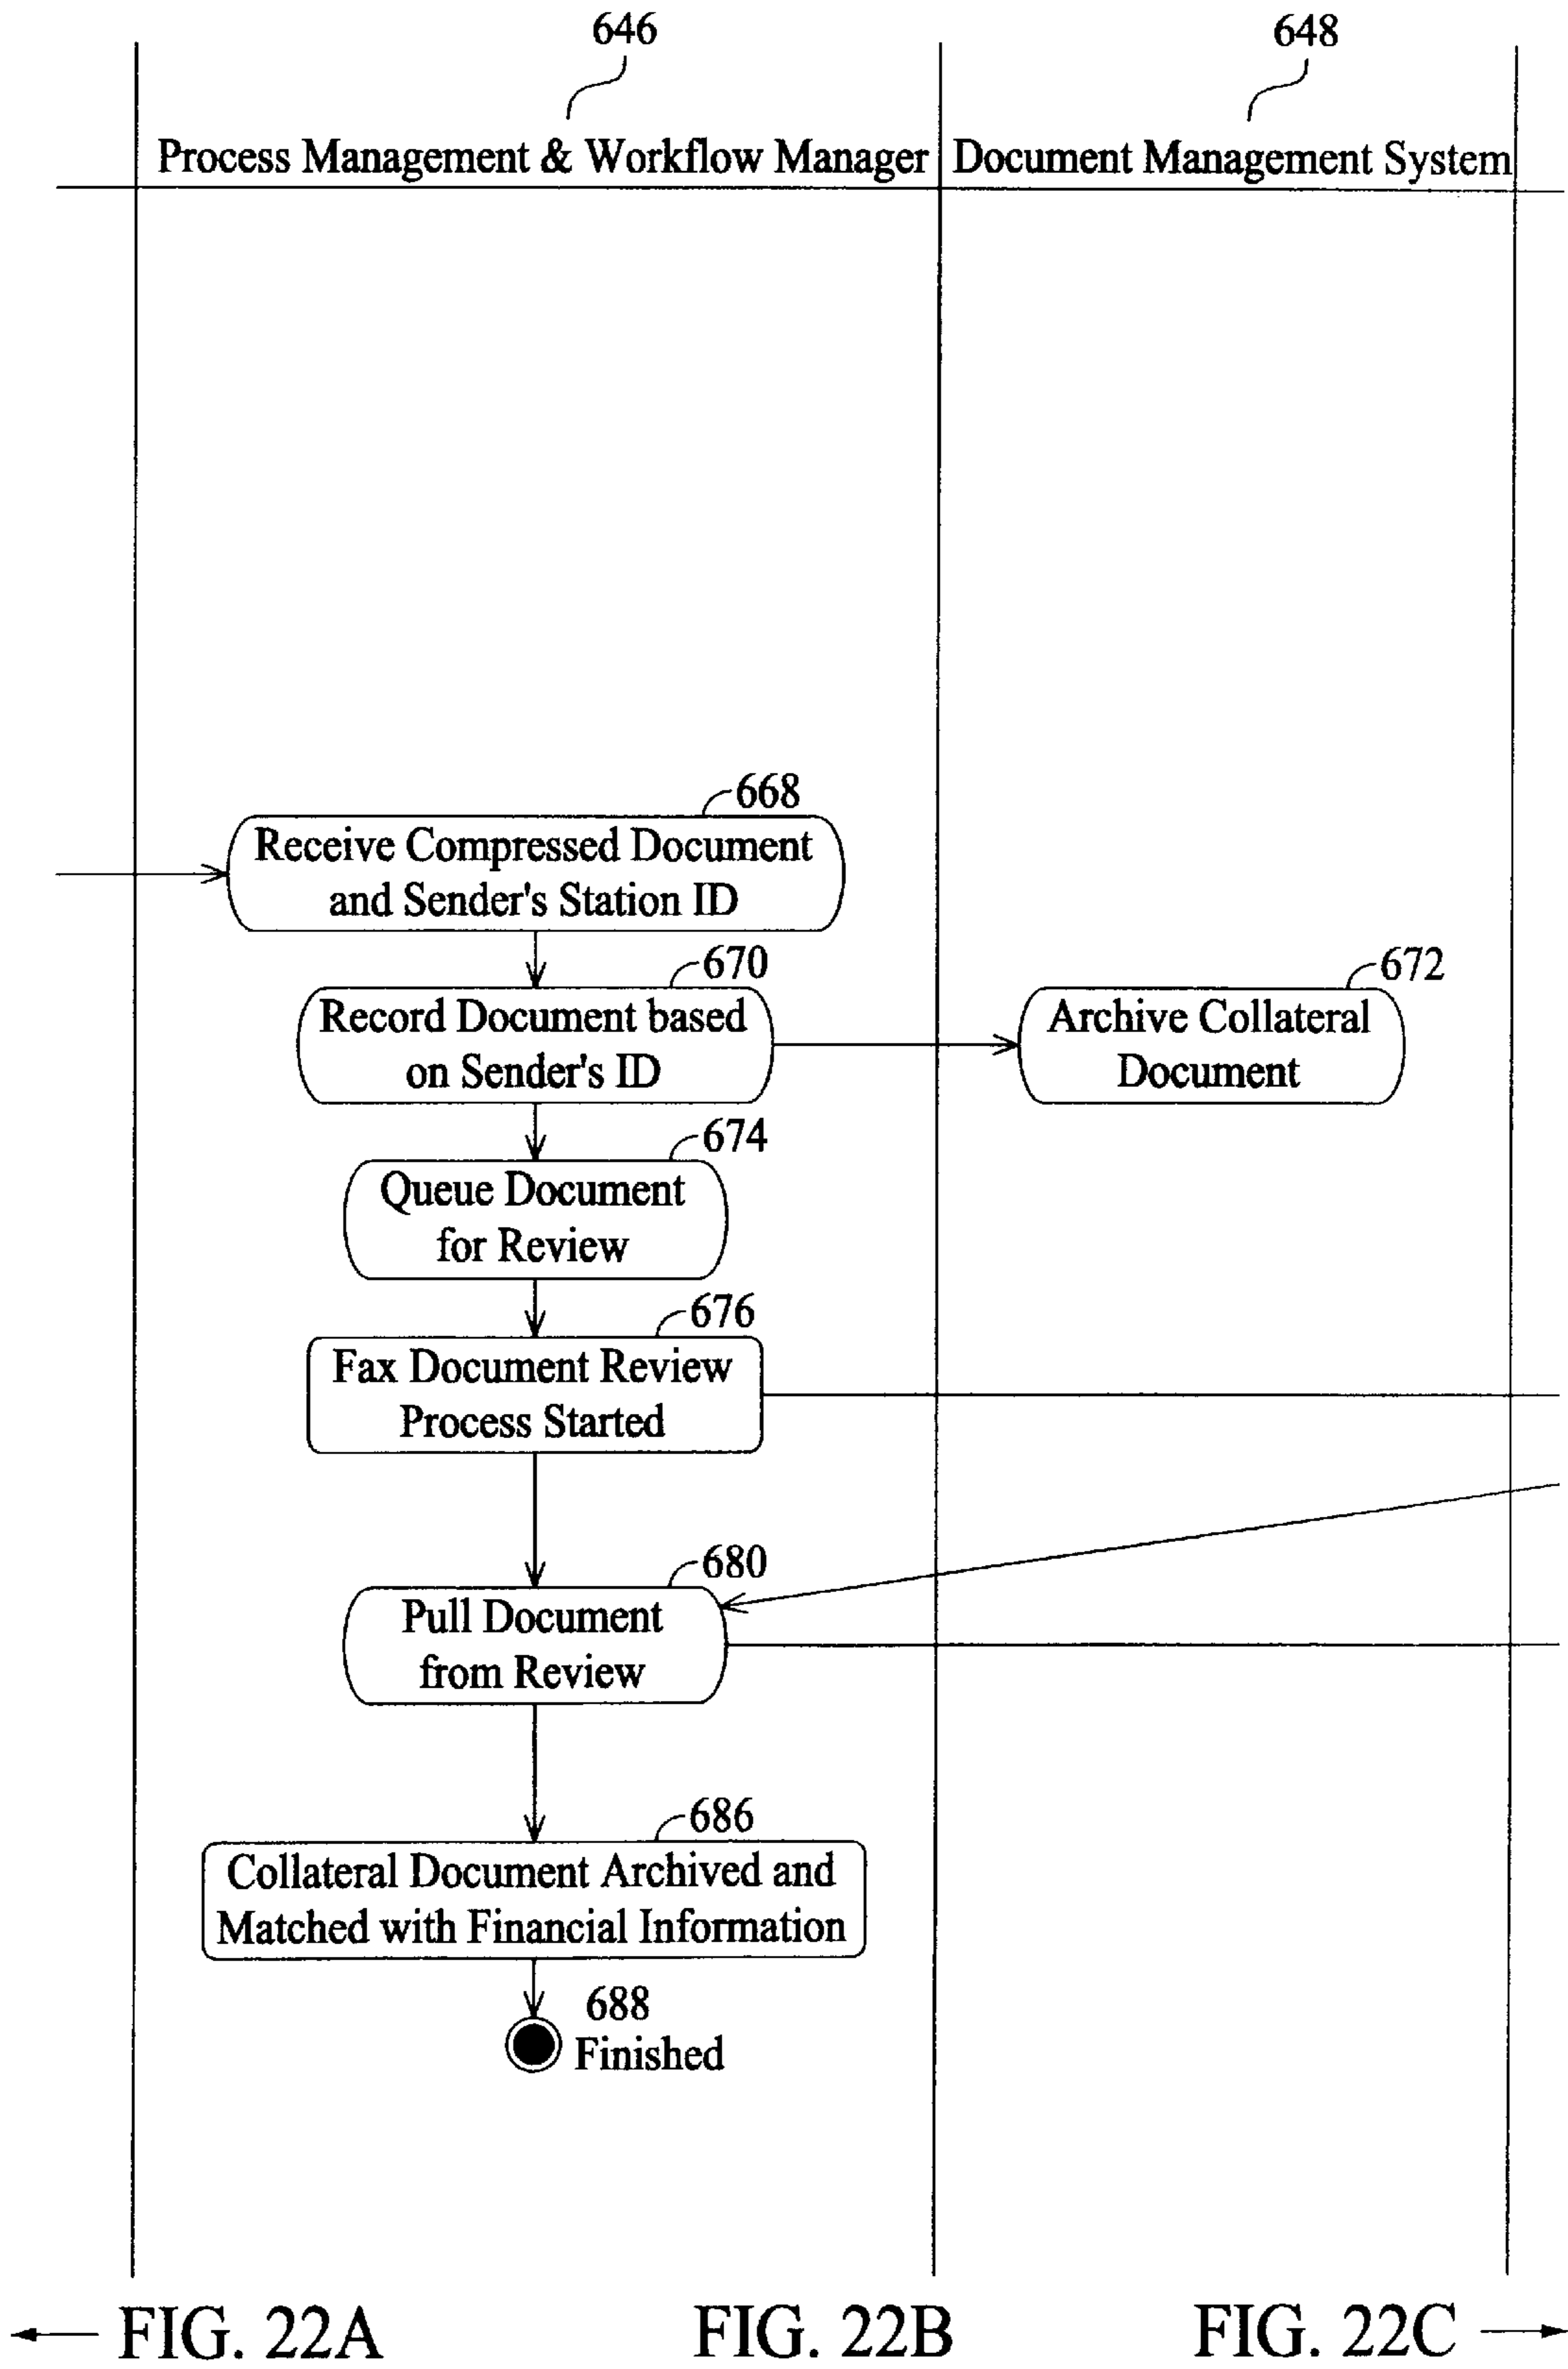 646
648
Process Management & Workflow Manager
Document Management System
668
Receive Compressed Document
and Sender's Station ID
670
Record Document based
on Sender's ID
672
Archive Collateral
Document
674
Queue Document
for Review
676
Fax Document Review
Process Started
680
Pull Document
from Review
686
Collateral Document Archived and
Matched with Financial Information
688
Finished
FIG. 22A
FIG. 22B
FIG. 22C